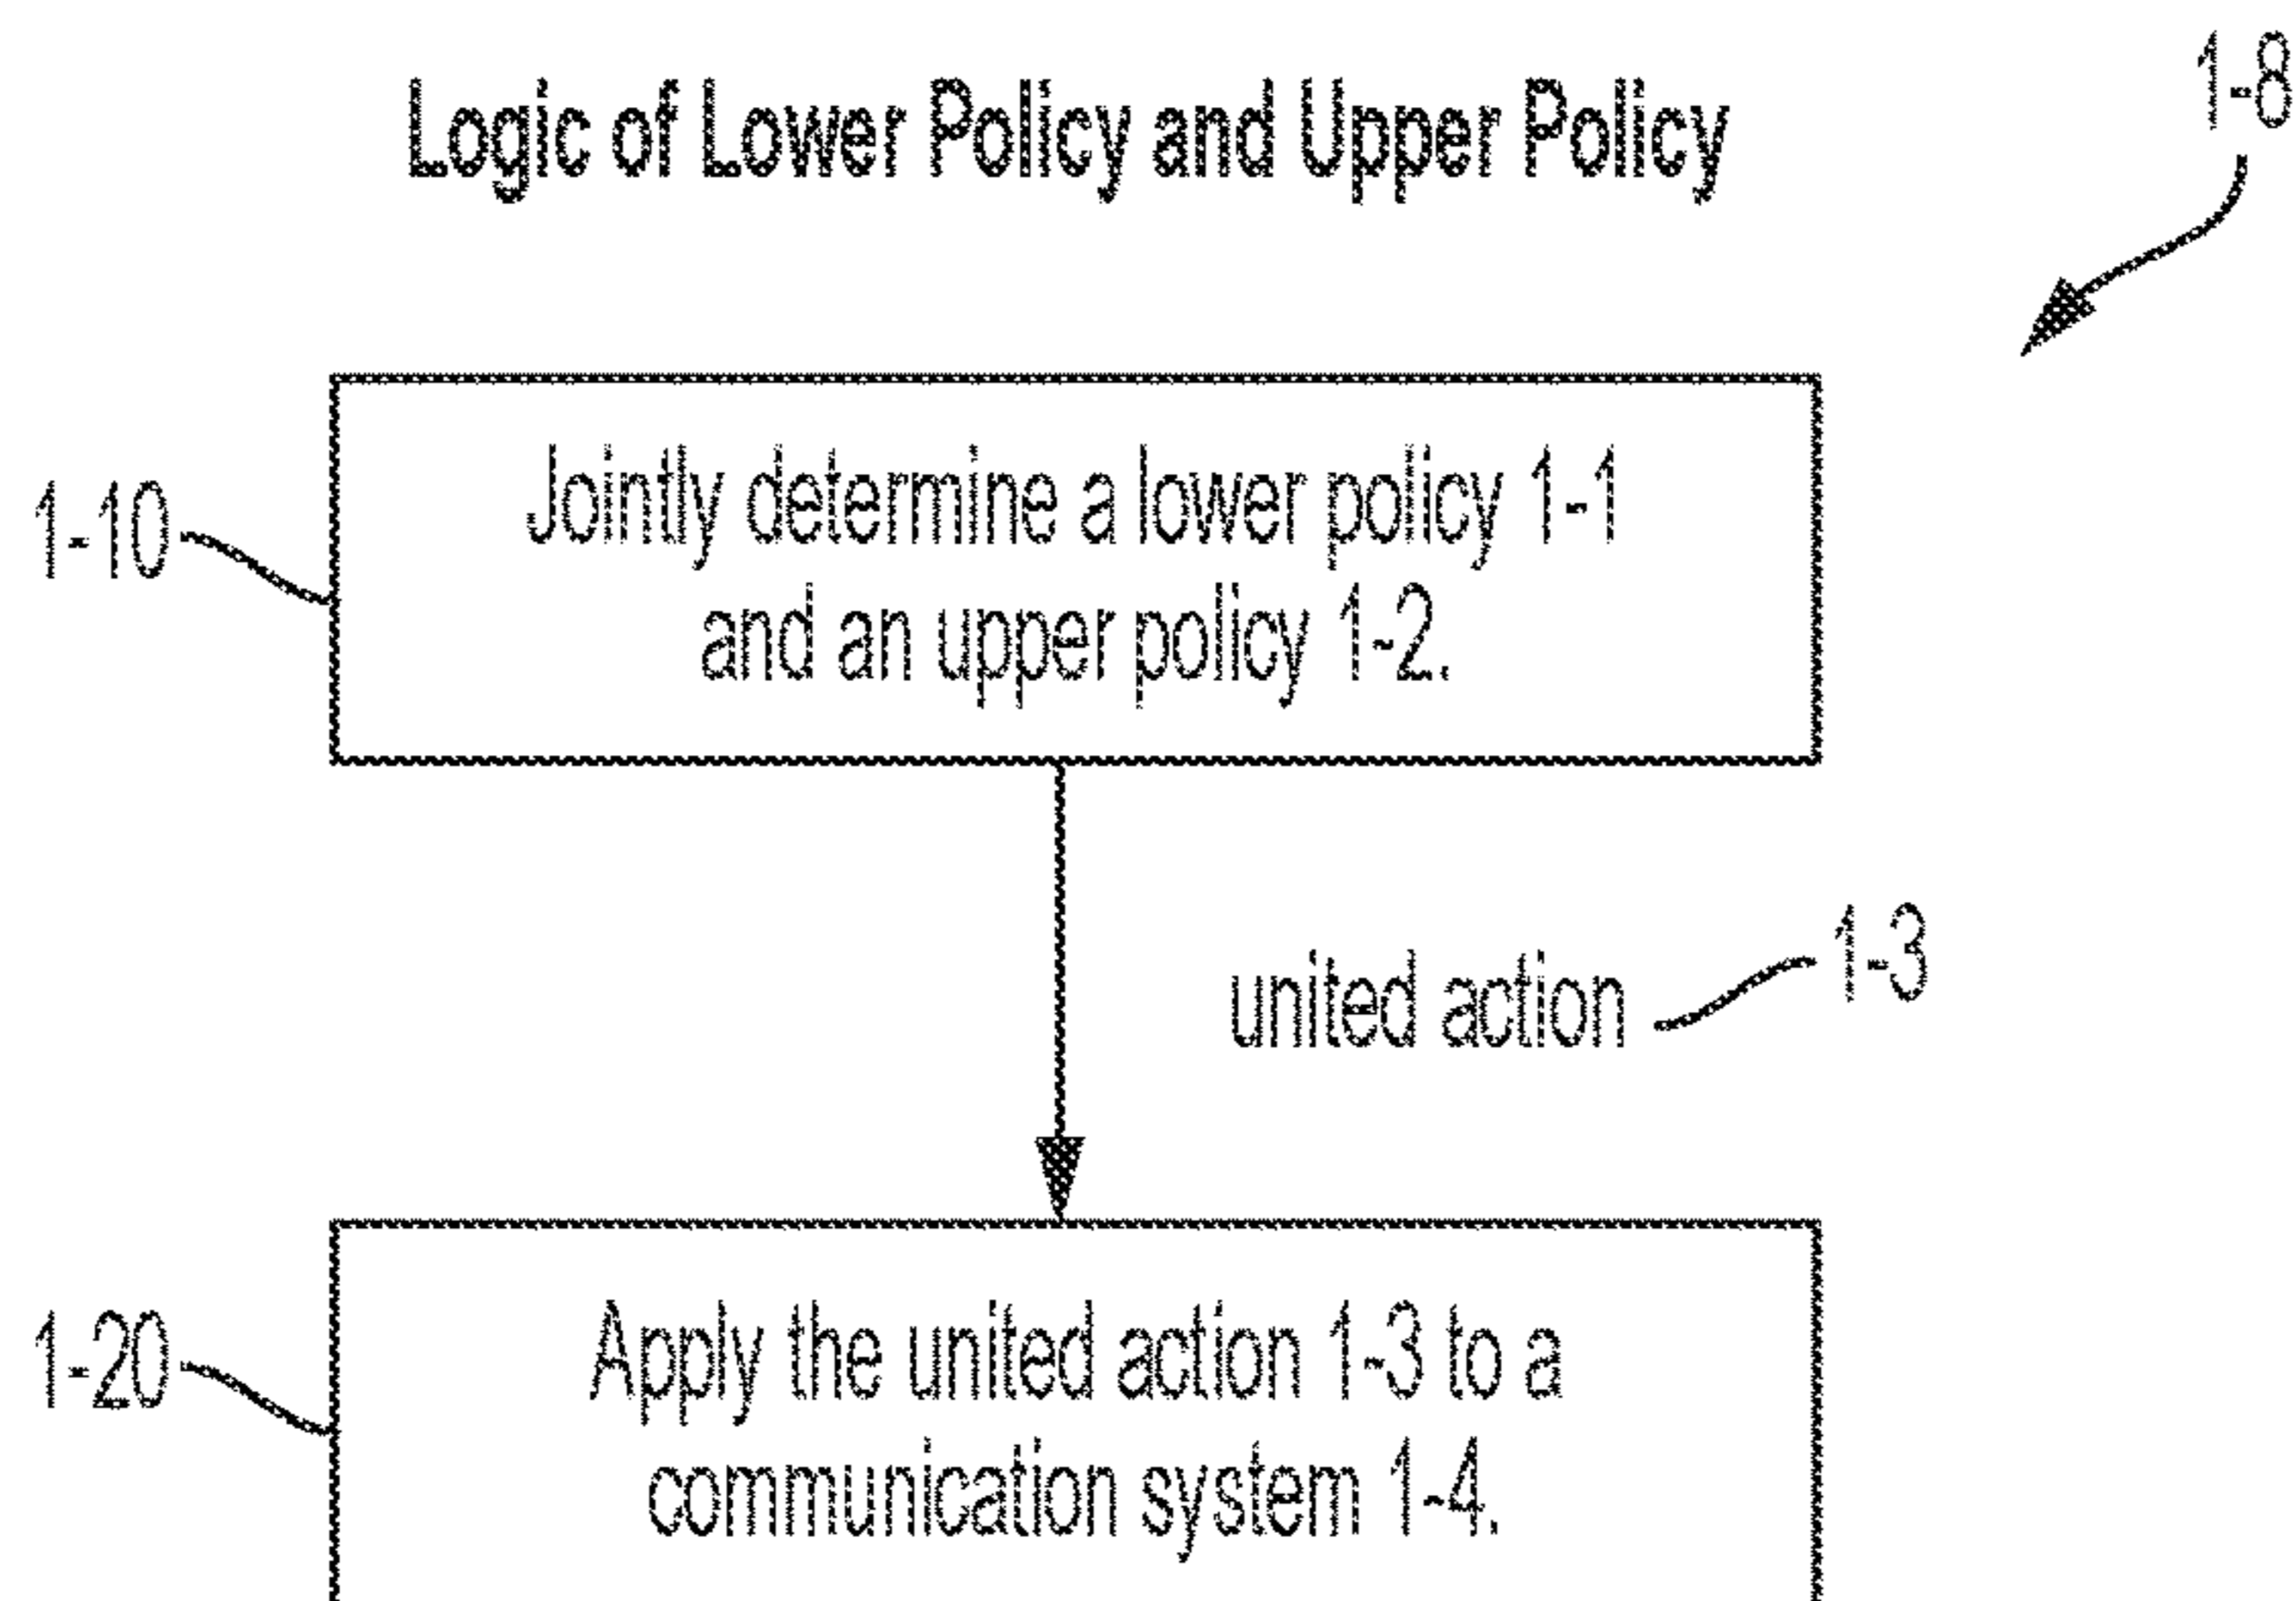 1-8
Logic of Lower Policy and Upper Policy
1-10
Jointly determine a lower policy 1-1
and an upper policy 1-2.
united action
1-3
1-20
Apply the united action 1-3 to a
communication system 1-4.